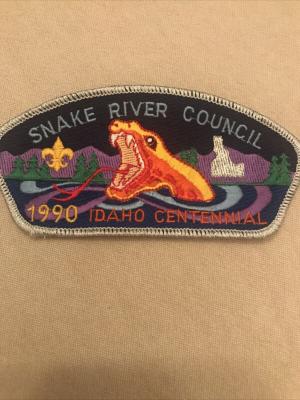 SNAKE RIVER COUNCIL
1990 IDAHO CENTENNIAL